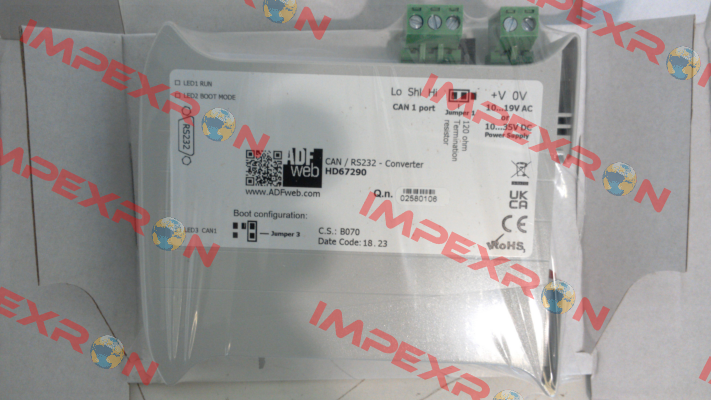 IMPEXRON
IMPEXRON
LED1 RUN
LED2 BOOT MODE
RS232
Lo Shi Hi
CAN 1 port
Jumper 1
120 ohm
Termination
resistor
+V 0V
10...19V AC
or
10...35V DC
Power Supply
ADF
web
www.ADFweb.com
CAN / RS232 - Converter
HD67290
Q.n. 02580106
UK
CA
CE
RoHS
Boot configuration:
LED3 CAN1
Jumper 3
C.S.: B070
Date Code: 18.23
IMPEXRON
IMPEXRON
IMPEXRON